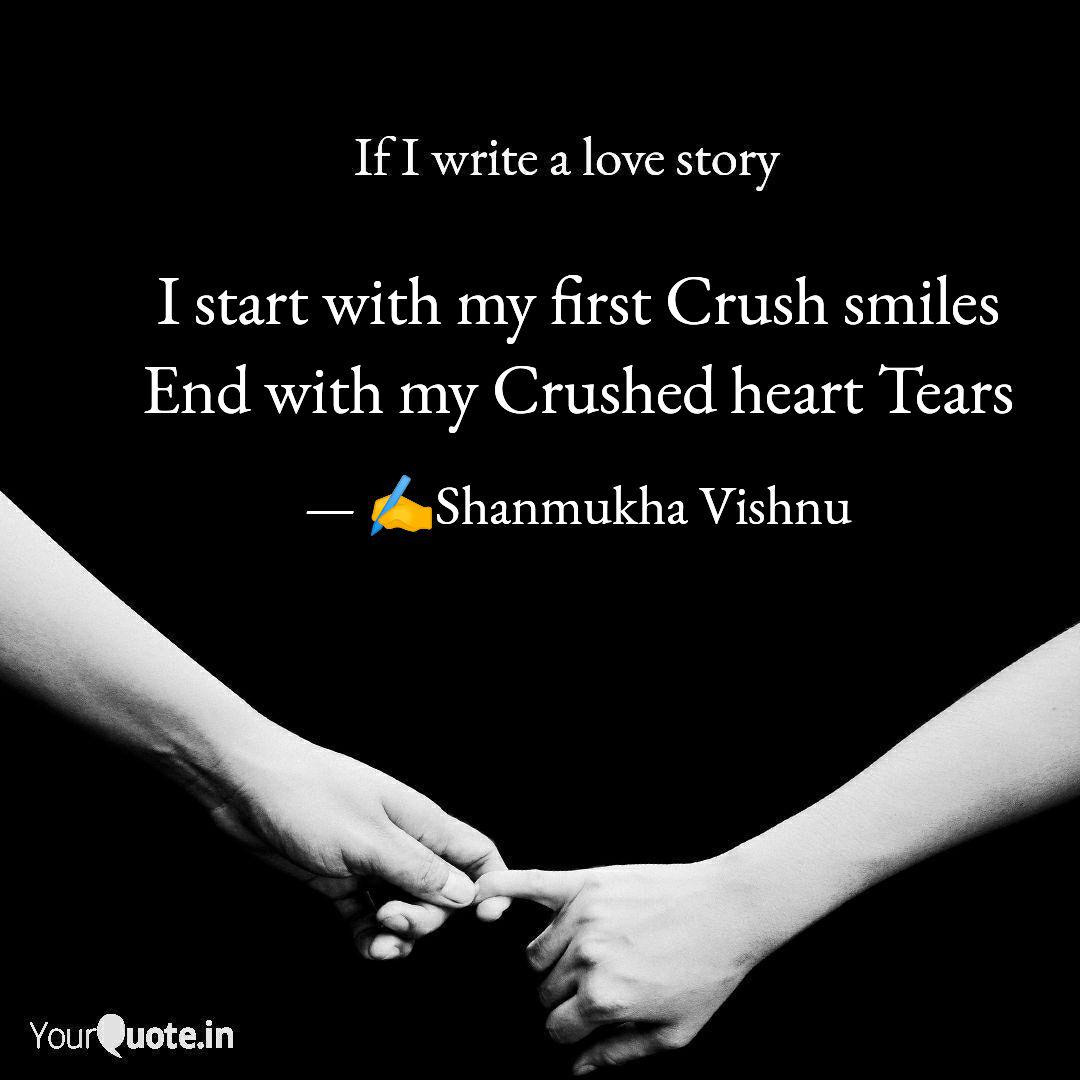 If I write a love story
I start with my first Crush smiles
End with my Crushed heart Tears
— ✍️Shanmukha Vishnu
YourQuote.in